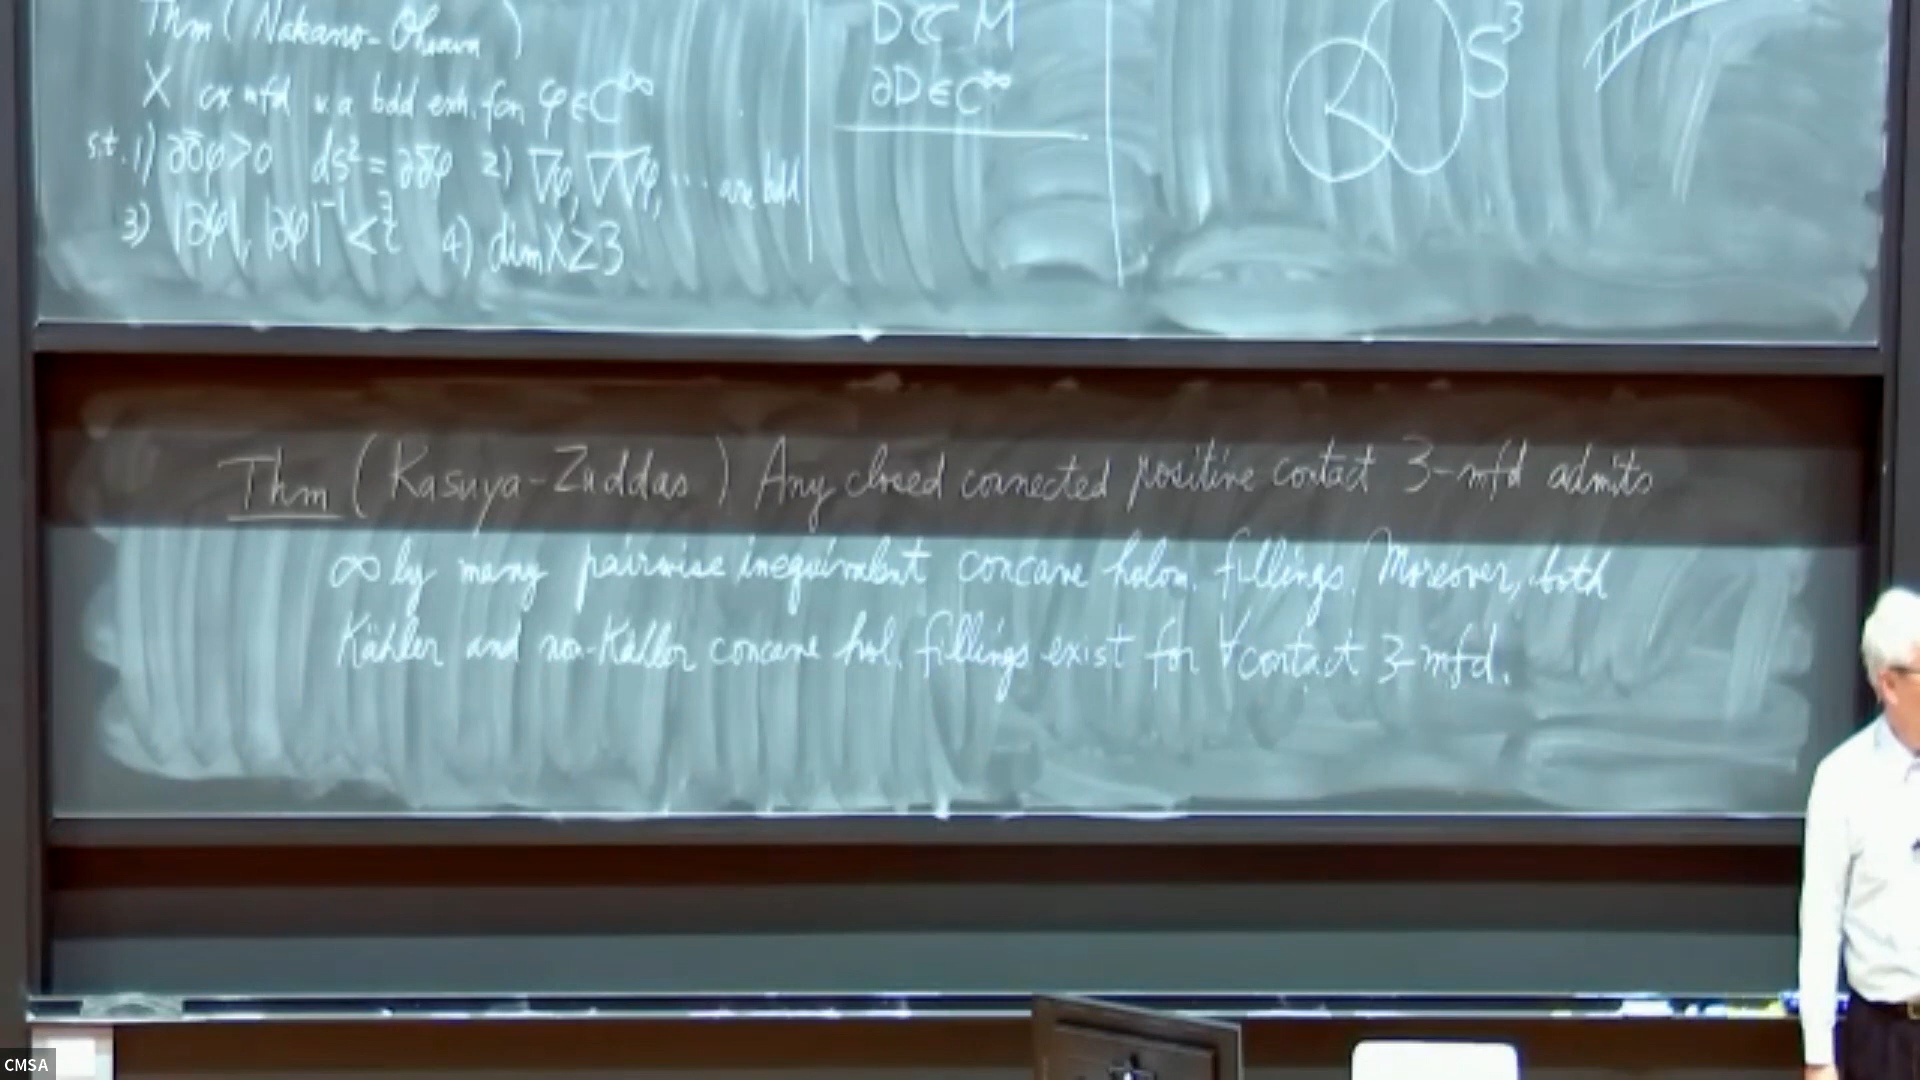 Thm (Nakano-Ohsawa)
X cx mfd w. a bdd exh. fcn φ∈C^∞
s.t. 1) ∂∂̄φ>0 ds² = ∂∂̄φ 2) ∇φ, ∇∇φ, ... are bdd
3) |∂φ|, |∂φ|⁻¹ < 4) dim X ≥ 3
D⊂⊂ M
∂D∈C^∞
S³
Thm (Kasuya-Zuddas) Any closed connected positive contact 3-mfd admits
∞ly many pairwise inequivalent concave holom. fillings. Moreover, both
Kähler and non-Kähler concave hol. fillings exist for ∀contact 3-mfd.
CMSA